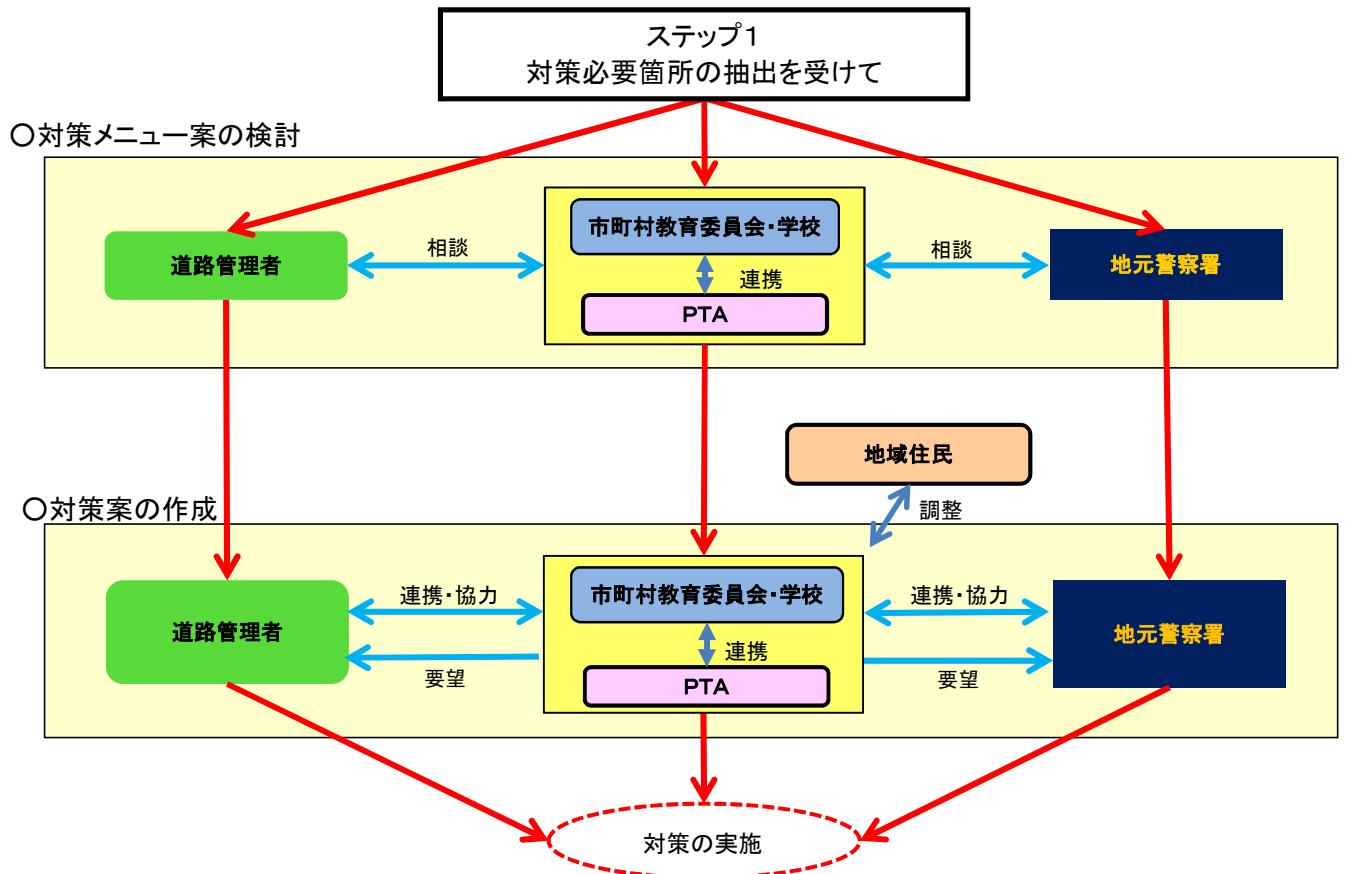 ステップ1
対策必要箇所の抽出を受けて
○対策メニュー案の検討
市町村教育委員会・学校
道路管理者
相談
相談
地元警察署
連携
PTA
地域住民
○対策案の作成
調整
市町村教育委員会・学校
連携・協力
連携・協力
道路管理者
地元警察署
連携
要望
PTA
要望
対策の実施